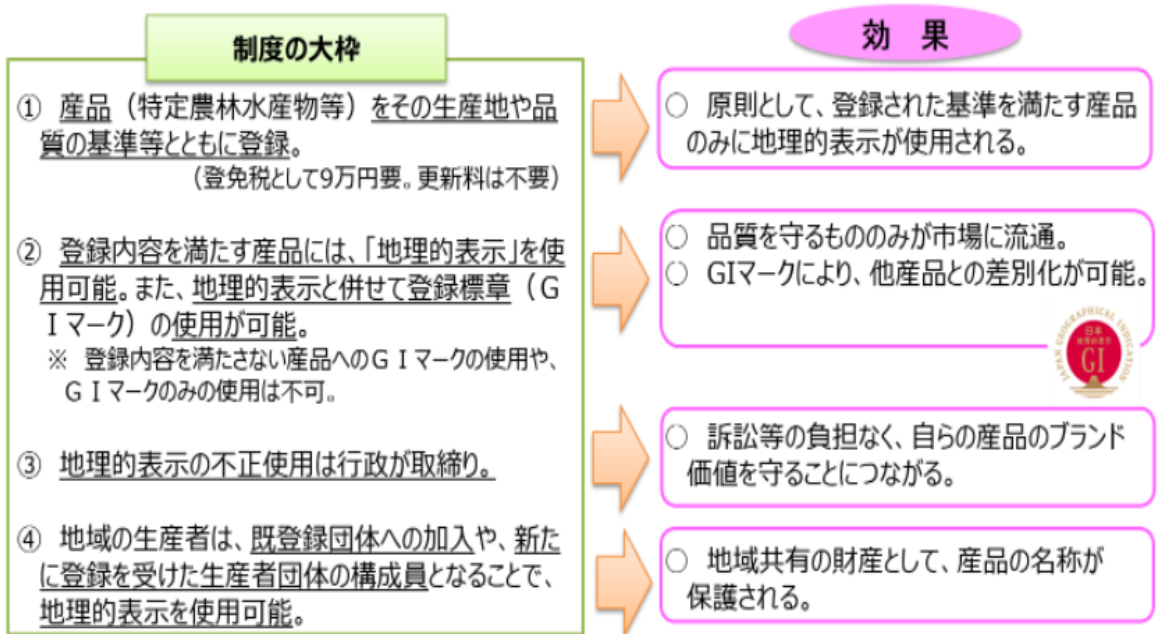 制度の大枠
① 産品（特定農林水産物等）をその生産地や品
質の基準等とともに登録。
（登免税として9万円要。更新料は不要）
② 登録内容を満たす産品には、「地理的表示」を使
用可能。また、地理的表示と併せて登録標章（Ｇ
Ｉマーク）の使用が可能。
※ 登録内容を満たさない産品へのＧＩマークの使用や、
ＧＩマークのみの使用は不可。
③ 地理的表示の不正使用は行政が取締り。
④ 地域の生産者は、既登録団体への加入や、新た
に登録を受けた生産者団体の構成員となることで、
地理的表示を使用可能。
効 果
○ 原則として、登録された基準を満たす産品
のみに地理的表示が使用される。
○ 品質を守るもののみが市場に流通。
○ GIマークにより、他産品との差別化が可能。
JAPAN GEOGRAPHICAL INDICATION
日本
地理的表示
GI
○ 訴訟等の負担なく、自らの産品のブランド
価値を守ることにつながる。
○ 地域共有の財産として、産品の名称が
保護される。